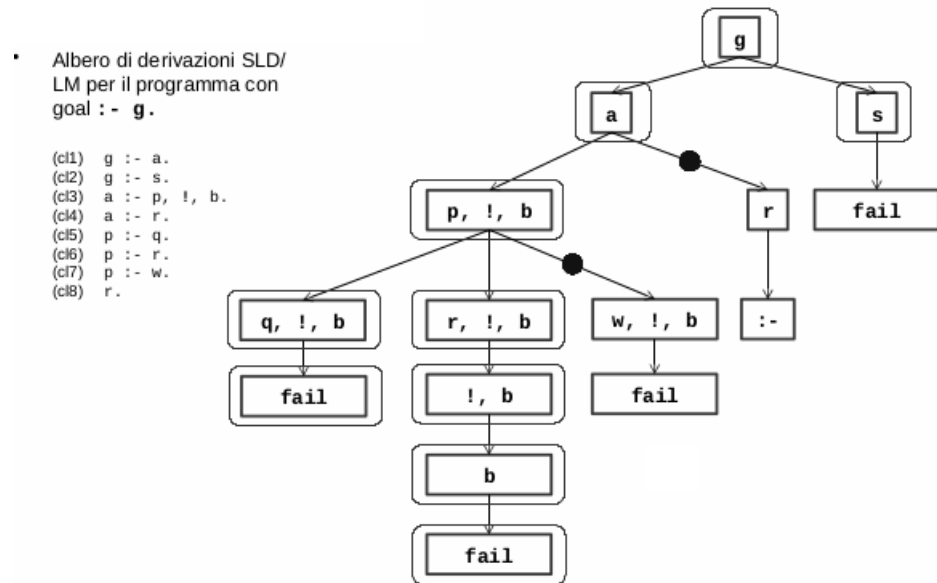 • Albero di derivazioni SLD/
LM per il programma con
goal :- g.
(cl1) g :- a.
(cl2) g :- s.
(cl3) a :- p, !, b.
(cl4) a :- r.
(cl5) p :- q.
(cl6) p :- r.
(cl7) p :- w.
(cl8) r.
g
a
s
p, !, b
r
fail
q, !, b
r, !, b
w, !, b
:-
fail
!, b
fail
b
fail